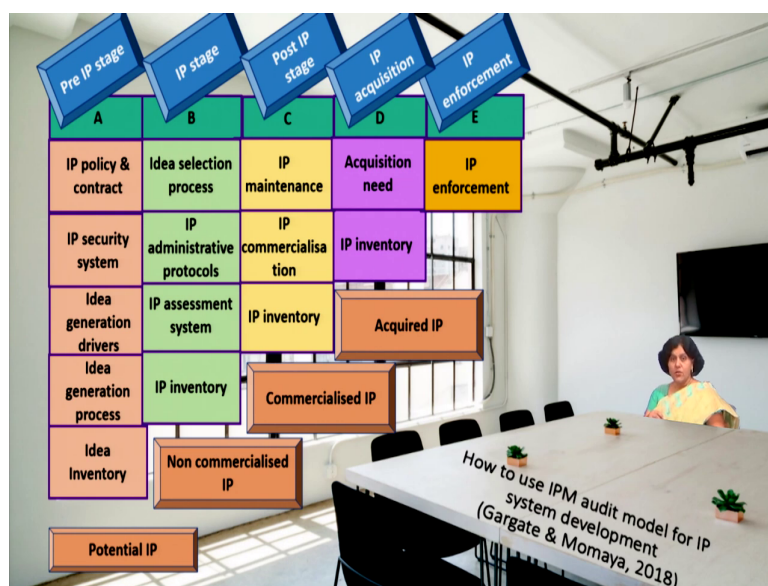 Pre IP stage
IP stage
Post IP
stage
IP
acquisition
IP
enforcement
A
B
C
D
E
IP policy &
contract
Idea selection
process
IP
maintenance
Acquisition
need
IP
enforcement
IP security
system
IP
administrative
protocols
IP
commercialisa
tion
IP inventory
Idea
generation
drivers
IP assessment
system
IP inventory
Acquired IP
Idea
generation
process
IP inventory
Commercialised IP
Idea
Inventory
Non commercialised
IP
Potential IP
How to use IPM audit model for IP
system development
(Gargate & Momaya, 2018)